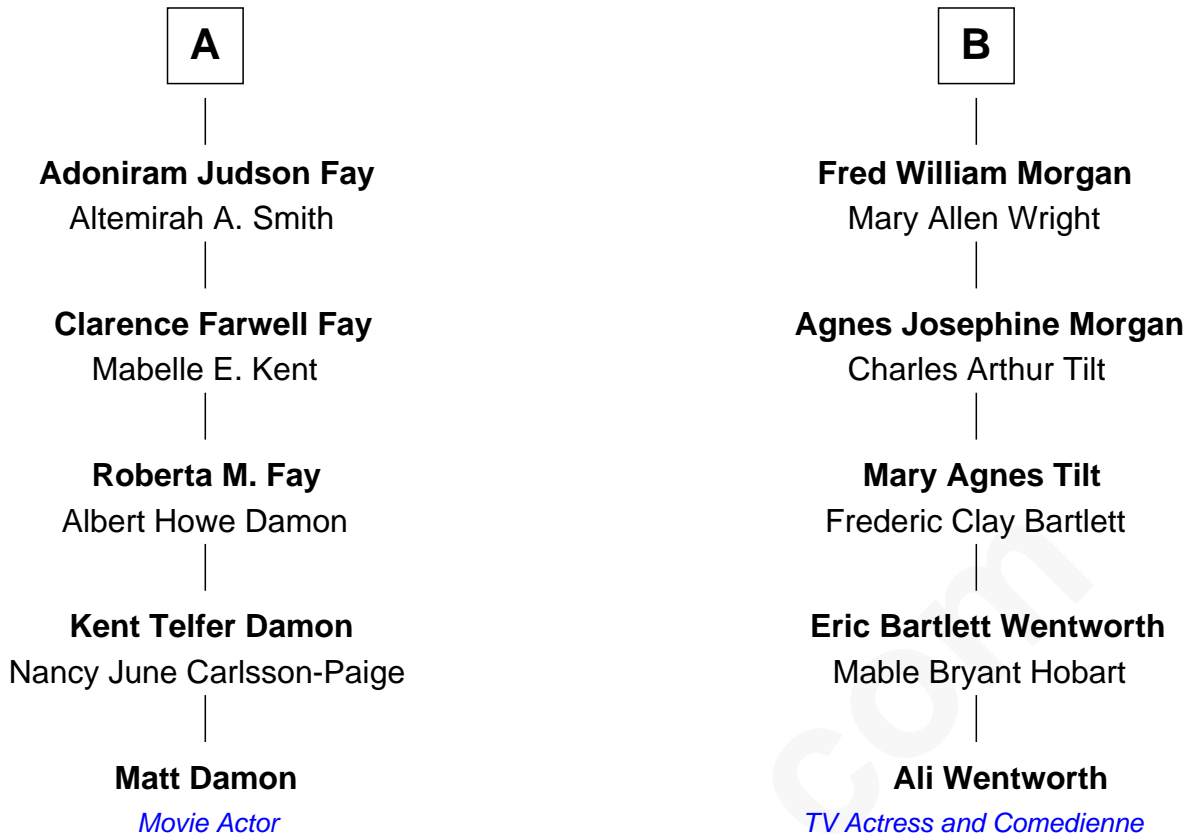 A
Adoniram Judson Fay
Altemirah A. Smith
Clarence Farwell Fay
Mabelle E. Kent
Roberta M. Fay
Albert Howe Damon
Kent Telfer Damon
Nancy June Carlsson-Paige
Matt Damon
Movie Actor
B
Fred William Morgan
Mary Allen Wright
Agnes Josephine Morgan
Charles Arthur Tilt
Mary Agnes Tilt
Frederic Clay Bartlett
Eric Bartlett Wentworth
Mable Bryant Hobart
Ali Wentworth
TV Actress and Comedienne
com